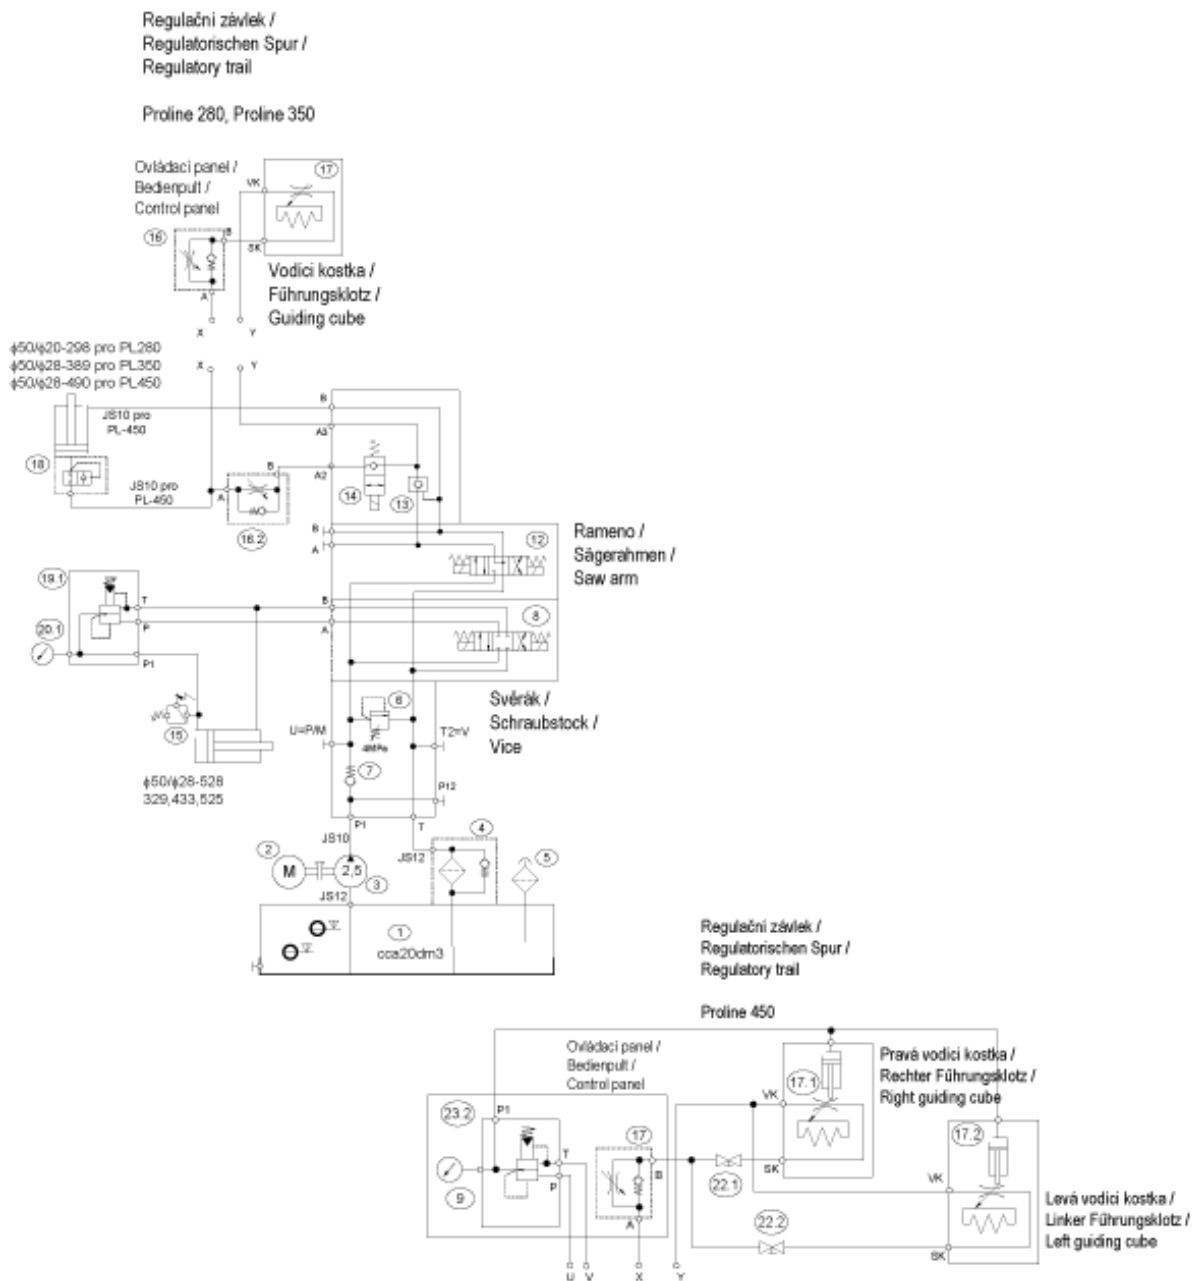 Regulační závlek /
Regulatorischen Spur /
Regulatory trail
Proline 280, Proline 350
Ovládaci panel /
Bedienpult /
Control panel
17
VK
16
B
SK
A
Vodíci kostka /
Führungsklotz /
Guiding cube
X
Y
ϕ50/ϕ20-298 pro PL280
ϕ50/ϕ28-389 pro PL350
ϕ50/ϕ28-490 pro PL450
X
Y
JS10 pro
PL-450
B
A3
18
JS10 pro
PL-450
B
A
A2
14
13
16.2
B
A
12
Rameno /
Sägerahmen /
Saw arm
19.1
T
P
B
A
8
20.1
P1
6
Svěrák /
Schraubstock /
Vice
15
U=P/M
4MPa
T2=V
7
ϕ50/ϕ28-528
329,433,525
P12
P1
T
JS10
4
2
M
2,5
JS12
5
3
JS12
1
cca20dm3
Regulační závlek /
Regulatorischen Spur /
Regulatory trail
Proline 450
Ovládaci panel /
Bedienpult /
Control panel
Pravá vodíci kostka /
Rechter Führungsklotz /
Right guiding cube
17.1
VK
23.2
P1
17
17.2
T
P
B
SK
22.1
VK
9
A
22.2
SK
Levá vodíci kostka /
Linker Führungsklotz /
Left guiding cube
U
V
X
Y